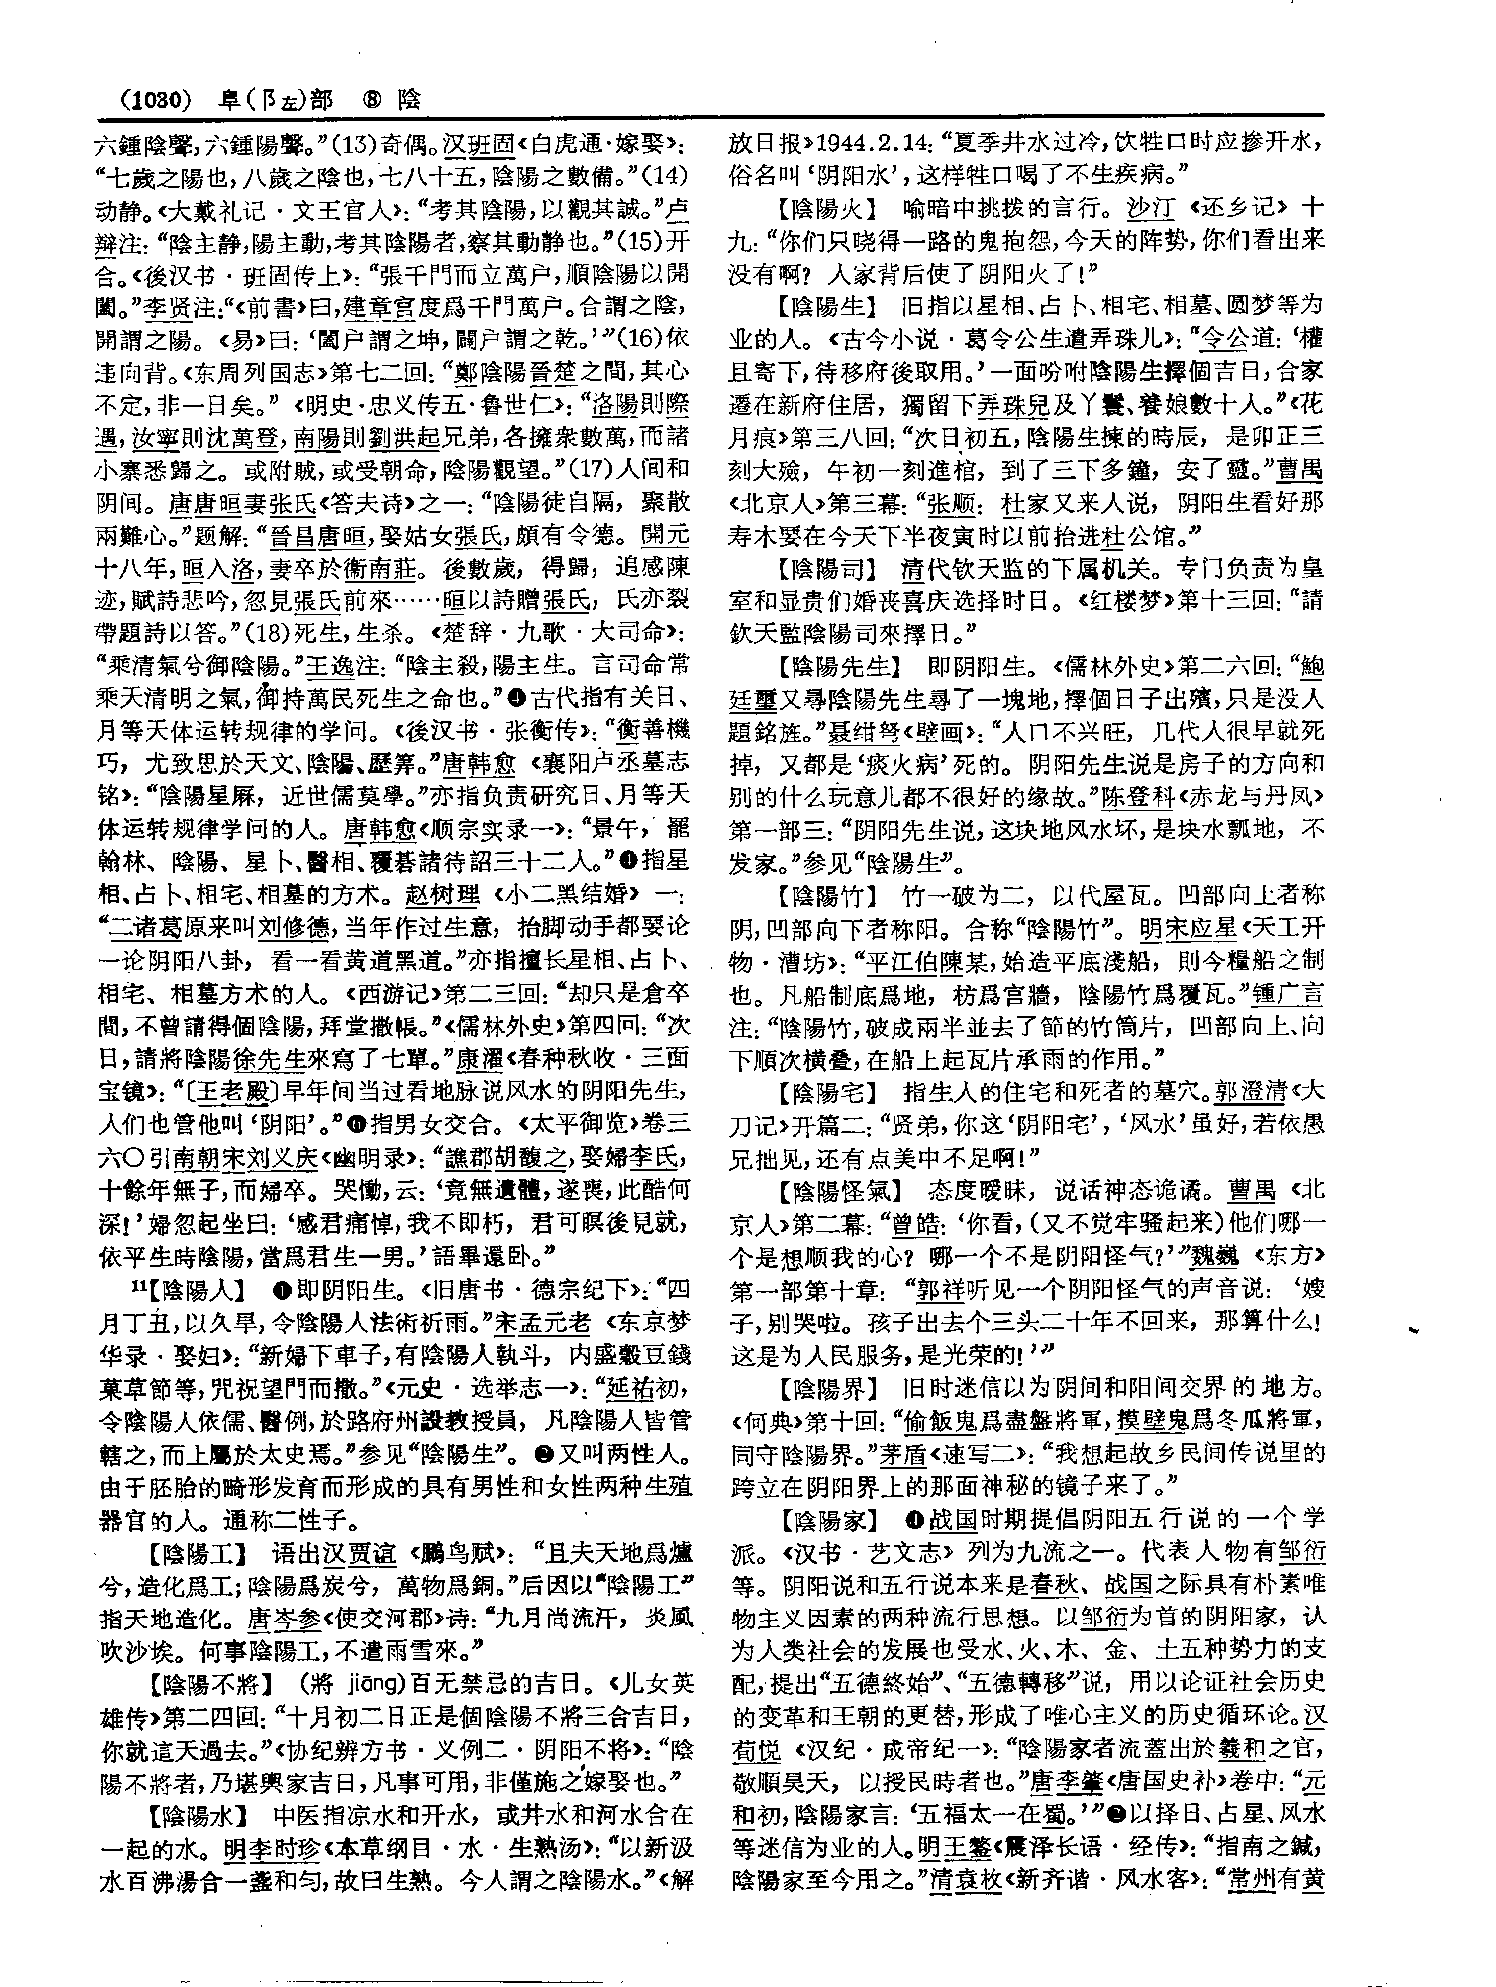 (1030) 阜(阝左)部 ⑧ 陰
六鍾陰聲,六鍾陽聲。”(13)奇偶。汉班固《白虎通·嫁娶》:
“七歲之陽也,八歲之陰也,七八十五,陰陽之數備。”(14)
动静。《大戴礼记·文王官人》:“考其陰陽,以觀其誠。”卢
辩注:“陰主静,陽主動,考其陰陽者,察其動静也。”(15)开
合。《後汉书·班固传上》:“張千門而立萬户,順陰陽以開
闔。”李贤注:“《前書》曰,建章宫度爲千門萬户。合謂之陰,
開謂之陽。《易》曰:‘闔户謂之坤,闢户謂之乾。’”(16)依
违向背。《东周列国志》第七二回:“鄭陰陽晉楚之間,其心
不定,非一日矣。”《明史·忠义传五·魯世仁》:“洛陽則際
遇,汝寧則沈萬登,南陽則劉洪起兄弟,各擁衆數萬,而諸
小寨悉歸之。或附贼,或受朝命,陰陽觀望。”(17)人间和
阴间。唐唐晅妻张氏《答夫诗》之一:“陰陽徒自隔,聚散
兩難心。”题解:“晉昌唐晅,娶姑女張氏,頗有令德。開元
十八年,晅入洛,妻卒於衛南莊。後數歲,得歸,追感陳
迹,賦詩悲吟,忽見張氏前來……晅以詩贈張氏,氏亦裂
帶題詩以答。”(18)死生,生杀。《楚辞·九歌·大司命》:
“乘清氣兮御陰陽。”王逸注:“陰主殺,陽主生。言司命常
乘天清明之氣,御持萬民死生之命也。”❹古代指有关日、
月等天体运转规律的学问。《後汉书·张衡传》:“衡善機
巧,尤致思於天文、陰陽、歷筭。”唐韩愈《襄阳卢丞墓志
铭》:“陰陽星厤,近世儒莫學。”亦指负责研究日、月等天
体运转规律学问的人。唐韩愈《顺宗实录一》:“景午,罷
翰林、陰陽、星卜、醫相、覆碁諸待詔三十二人。”❺指星
相、占卜、相宅、相墓的方术。赵树理《小二黑结婚》一:
“二诸葛原来叫刘修德,当年作过生意,抬脚动手都要论
一论阴阳八卦,看一看黄道黑道。”亦指擅长星相、占卜、
相宅、相墓方术的人。《西游记》第二三回:“却只是倉卒
間,不曾請得個陰陽,拜堂撒帳。”《儒林外史》第四回:“次
日,請將陰陽徐先生來寫了七單。”康濯《春种秋收·三面
宝镜》:“〔王老殿〕早年间当过看地脉说风水的阴阳先生,
人们也管他叫‘阴阳’。”❻指男女交合。《太平御览》卷三
六〇引南朝宋刘义庆《幽明录》:“譙郡胡馥之,娶婦李氏,
十餘年無子,而婦卒。哭慟,云:‘竟無遺體,遂喪,此酷何
深!’婦忽起坐曰:‘感君痛悼,我不即朽,君可瞑後見就,
依平生時陰陽,當爲君生一男。’語畢還卧。”
11【陰陽人】 ❶即阴阳生。《旧唐书·德宗纪下》:“四
月丁丑,以久旱,令陰陽人法術祈雨。”宋孟元老《东京梦
华录·娶妇》:“新婦下車子,有陰陽人執斗,内盛穀豆錢
菓草節等,咒祝望門而撒。”《元史·选举志一》:“延祐初,
令陰陽人依儒、醫例,於路府州設教授員,凡陰陽人皆管
轄之,而上屬於太史焉。”参见“陰陽生”。❷又叫两性人。
由于胚胎的畸形发育而形成的具有男性和女性两种生殖
器官的人。通称二性子。
【陰陽工】 语出汉贾谊《鵩鸟赋》:“且夫天地爲爐
兮,造化爲工;陰陽爲炭兮,萬物爲銅。”后因以“陰陽工”
指天地造化。唐岑参《使交河郡》诗:“九月尚流汗,炎風
吹沙埃。何事陰陽工,不遣雨雪來。”
【陰陽不將】 (將 jiāng)百无禁忌的吉日。《儿女英
雄传》第二四回:“十月初二日正是個陰陽不將三合吉日,
你就這天過去。”《协纪辨方书·义例二·阴阳不将》:“陰
陽不將者,乃堪輿家吉日,凡事可用,非僅施之嫁娶也。”
【陰陽水】 中医指凉水和开水,或井水和河水合在
一起的水。明李时珍《本草纲目·水·生熟汤》:“以新汲
水百沸湯合一盞和匀,故曰生熟。今人謂之陰陽水。”《解
放日报》1944.2.14:“夏季井水过冷,饮牲口时应掺开水,
俗名叫‘阴阳水’,这样牲口喝了不生疾病。”
【陰陽火】 喻暗中挑拨的言行。沙汀《还乡记》十
九:“你们只晓得一路的鬼抱怨,今天的阵势,你们看出来
没有啊?人家背后使了阴阳火了!”
【陰陽生】 旧指以星相、占卜、相宅、相墓、圆梦等为
业的人。《古今小说·葛令公生遣弄珠儿》:“令公道:‘權
且寄下,待移府後取用。’一面吩咐陰陽生擇個吉日,合家
遷在新府住居,獨留下弄珠兒及丫鬟、養娘數十人。”《花
月痕》第三八回:“次日初五,陰陽生揀的時辰,是卯正三
刻大殮,午初一刻進棺,到了三下多鐘,安了靈。”曹禺
《北京人》第三幕:“张顺:杜家又来人说,阴阳生看好那
寿木要在今天下半夜寅时以前抬进杜公馆。”
【陰陽司】 清代钦天监的下属机关。专门负责为皇
室和显贵们婚丧喜庆选择时日。《红楼梦》第十三回:“請
欽天監陰陽司來擇日。”
【陰陽先生】 即阴阳生。《儒林外史》第二六回:“鮑
廷璽又尋陰陽先生尋了一塊地,擇個日子出殯,只是没人
題銘旌。”聂绀弩《壁画》:“人口不兴旺,几代人很早就死
掉,又都是‘痰火病’死的。阴阳先生说是房子的方向和
别的什么玩意儿都不很好的缘故。”陈登科《赤龙与丹凤》
第一部三:“阴阳先生说,这块地风水坏,是块水瓢地,不
发家。”参见“陰陽生”。
【陰陽竹】 竹一破为二,以代屋瓦。凹部向上者称
阴,凹部向下者称阳。合称“陰陽竹”。明宋应星《天工开
物·漕坊》:“平江伯陳某,始造平底淺船,則今糧船之制
也。凡船制底爲地,枋爲宫牆,陰陽竹爲覆瓦。”锺广言
注:“陰陽竹,破成兩半並去了節的竹筒片,凹部向上、向
下順次横叠,在船上起瓦片承雨的作用。”
【陰陽宅】 指生人的住宅和死者的墓穴。郭澄清《大
刀记》开篇二:“贤弟,你这‘阴阳宅’,‘风水’虽好,若依愚
兄拙见,还有点美中不足啊!”
【陰陽怪氣】 态度暧昧,说话神态诡谲。曹禺《北
京人》第二幕:“曾皓:‘你看,(又不觉牢骚起来)他们哪一
个是想顺我的心?哪一个不是阴阳怪气?’”魏巍《东方》
第一部第十章:“郭祥听见一个阴阳怪气的声音说:‘嫂
子,别哭啦。孩子出去个三头二十年不回来,那算什么!
这是为人民服务,是光荣的!’”
【陰陽界】 旧时迷信以为阴间和阳间交界的地方。
《何典》第十回:“偷飯鬼爲盡盤將軍,摸壁鬼爲冬瓜將軍,
同守陰陽界。”茅盾《速写二》:“我想起故乡民间传说里的
跨立在阴阳界上的那面神秘的镜子来了。”
【陰陽家】 ❶战国时期提倡阴阳五行说的一个学
派。《汉书·艺文志》列为九流之一。代表人物有邹衍
等。阴阳说和五行说本来是春秋、战国之际具有朴素唯
物主义因素的两种流行思想。以邹衍为首的阴阳家,认
为人类社会的发展也受水、火、木、金、土五种势力的支
配,提出“五德終始”、“五德轉移”说,用以论证社会历史
的变革和王朝的更替,形成了唯心主义的历史循环论。汉
荀悦《汉纪·成帝纪一》:“陰陽家者流蓋出於羲和之官,
敬順昊天,以授民時者也。”唐李肇《唐国史补》卷中:“元
和初,陰陽家言:‘五福太一在蜀。’”❷以择日、占星、风水
等迷信为业的人。明王鏊《震泽长语·经传》:“指南之鍼,
陰陽家至今用之。”清袁枚《新齐谐·风水客》:“常州有黄